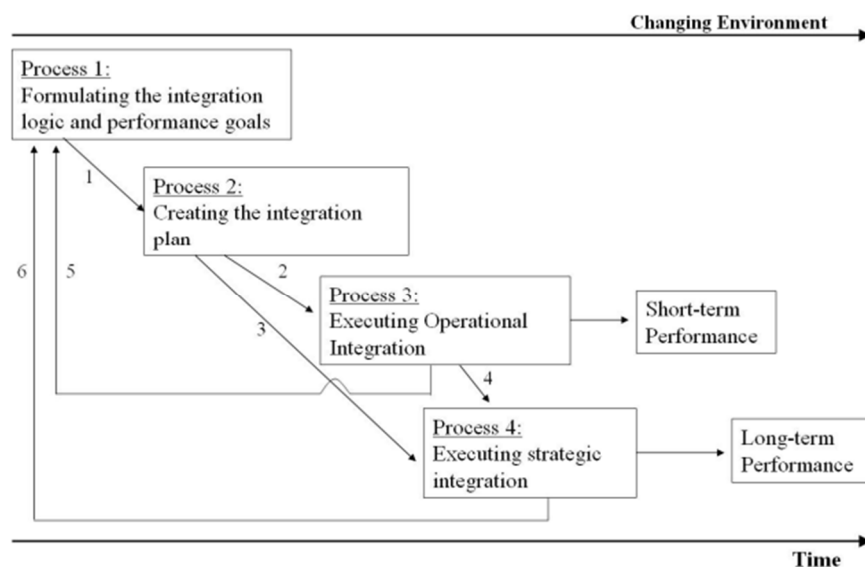 Changing Environment
Process 1:
Formulating the integration
logic and performance goals
1
Process 2:
Creating the integration
plan
6
5
2
3
Process 3:
Executing Operational
Integration
Short-term
Performance
4
Process 4:
Executing strategic
integration
Long-term
Performance
Time